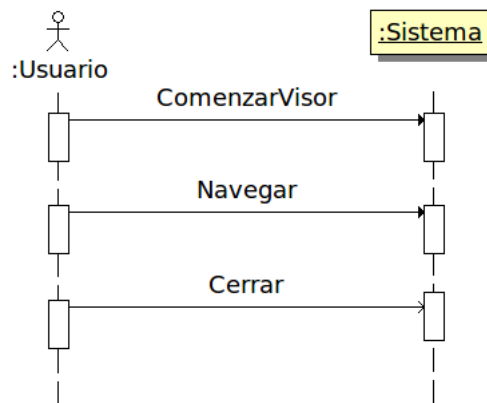 :Sistema
:Usuario
ComenzarVisor
Navegar
Cerrar